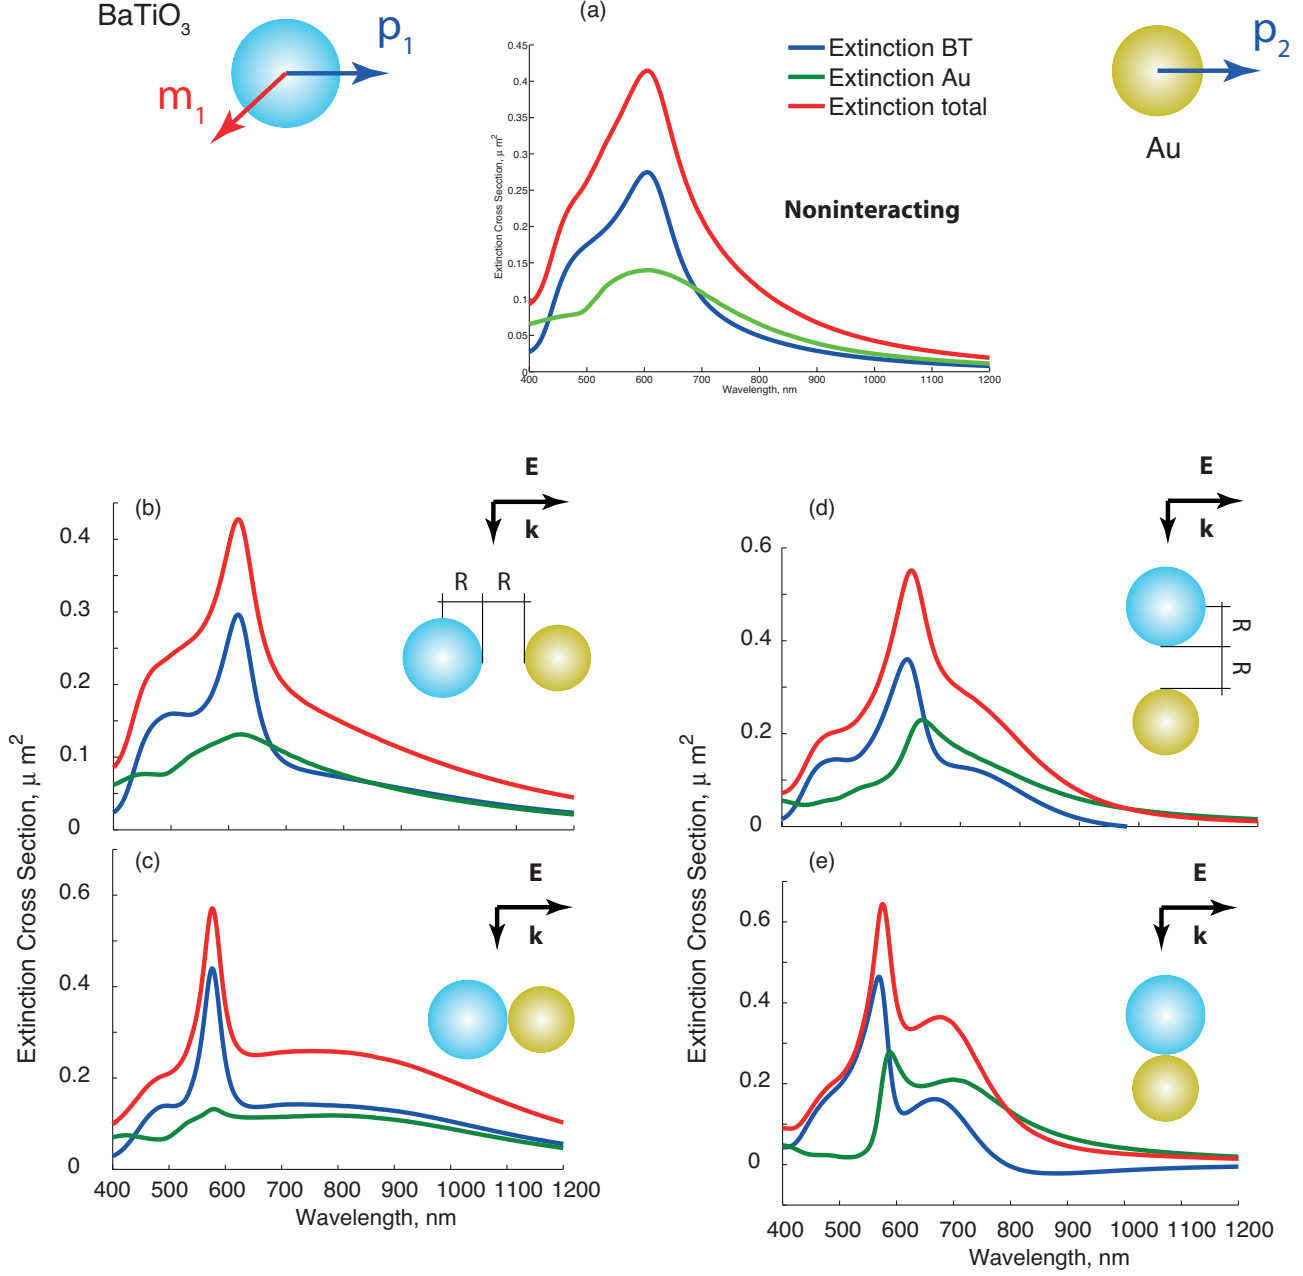 BaTiO3
p1
m1
(a)
Extinction BT
Extinction Au
Extinction total
p2
Au
Noninteracting
Extinction Cross Secction, μ m2
0.45
0.4
0.35
0.3
0.25
0.2
0.15
0.1
0.05
0
400 500 600 700 800 900 1000 1100 1200
Wavelength, nm
(b)
E
k
R R
0.4
0.3
0.2
0.1
0
Extinction Cross Section, μ m2
(c)
E
k
0.6
0.4
0.2
0
400 500 600 700 800 900 1000 1100 1200
Wavelength, nm
(d)
E
k
R
R
0.6
0.4
0.2
0
Extinction Cross Section, μ m2
(e)
E
k
0.6
0.4
0.2
0
400 500 600 700 800 900 1000 1100 1200
Wavelength, nm